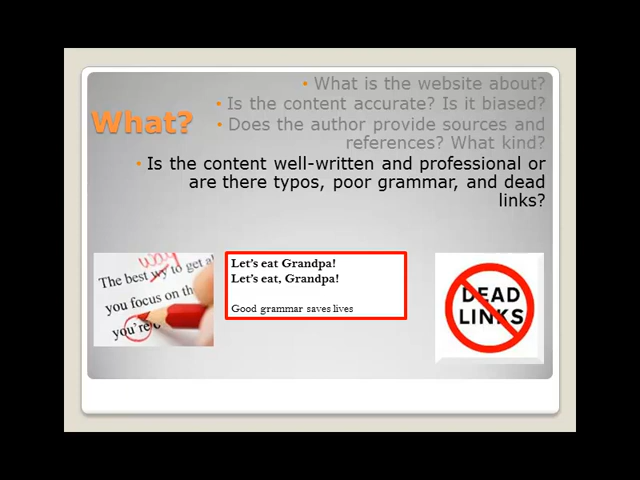 What?
• What is the website about?
• Is the content accurate? Is it biased?
• Does the author provide sources and
references? What kind?
• Is the content well-written and professional or
are there typos, poor grammar, and dead
links?
way
The best wy to get
you focus on th
you're
Let's eat Grandpa!
Let's eat, Grandpa!
Good grammar saves lives
DEAD
LINKS